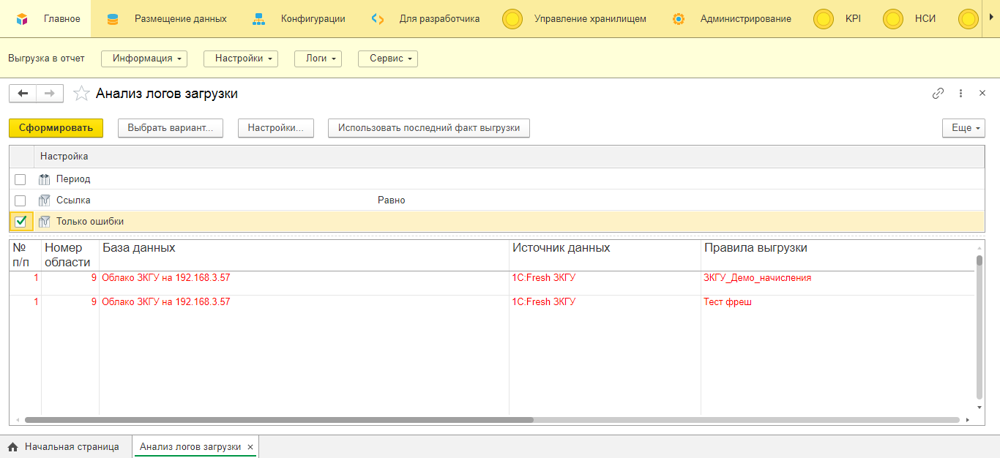 Главное Размещение данных Конфигурации Для разработчика Управление хранилищем Администрирование KPI НСИ
Выгрузка в отчет Информация Настройки Логи Сервис
Анализ логов загрузки
Сформировать Выбрать вариант... Настройки... Использовать последний факт выгрузки Еще
Настройка
Период
Ссылка Равно
Только ошибки
№ п/п Номер области База данных Источник данных Правила выгрузки
1 9 Облако ЗКГУ на 192.168.3.57 1C:Fresh ЗКГУ ЗКГУ_Демо_начисления
1 9 Облако ЗКГУ на 192.168.3.57 1C:Fresh ЗКГУ Тест фреш
Начальная страница Анализ логов загрузки